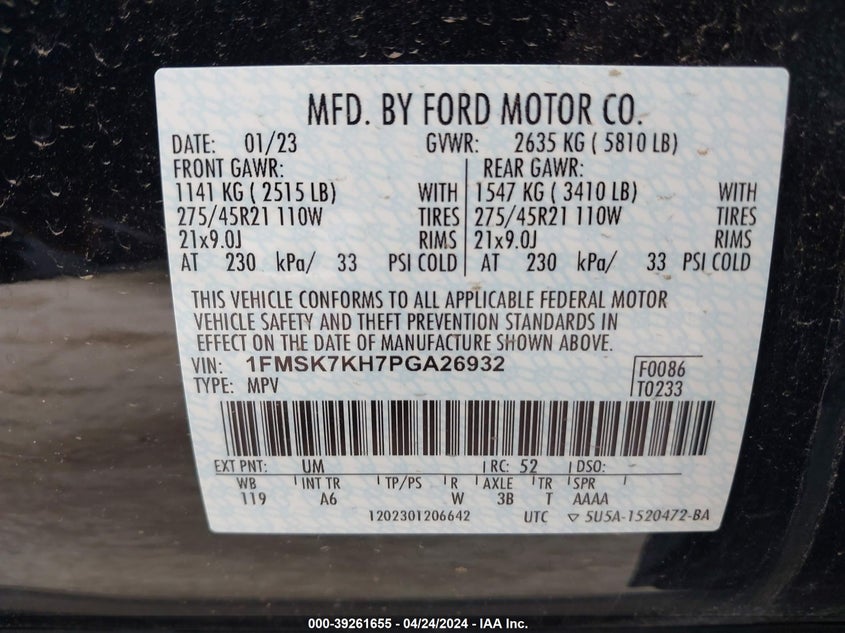 MFD. BY FORD MOTOR CO.
DATE: 01/23 GVWR: 2635 KG ( 5810 LB)
FRONT GAWR: REAR GAWR:
1141 KG ( 2515 LB) WITH 1547 KG ( 3410 LB) WITH
275/45R21 110W TIRES 275/45R21 110W TIRES
21x9.0J RIMS 21x9.0J RIMS
AT 230 kPa/ 33 PSI COLD AT 230 kPa/ 33 PSI COLD
THIS VEHICLE CONFORMS TO ALL APPLICABLE FEDERAL MOTOR
VEHICLE SAFETY AND THEFT PREVENTION STANDARDS IN
EFFECT ON THE DATE OF MANUFACTURE SHOWN ABOVE.
VIN: 1FMSK7KH7PGA26932 F0086
TYPE: MPV T0233
EXT PNT: UM RC: 52 DSO:
WB INT TR TP/PS R AXLE TR SPR
119 A6 W 3B T AAAA
1202301206642 UTC ▽ 5U5A-1520472-BA
000-39261655 - 04/24/2024 - IAA Inc.